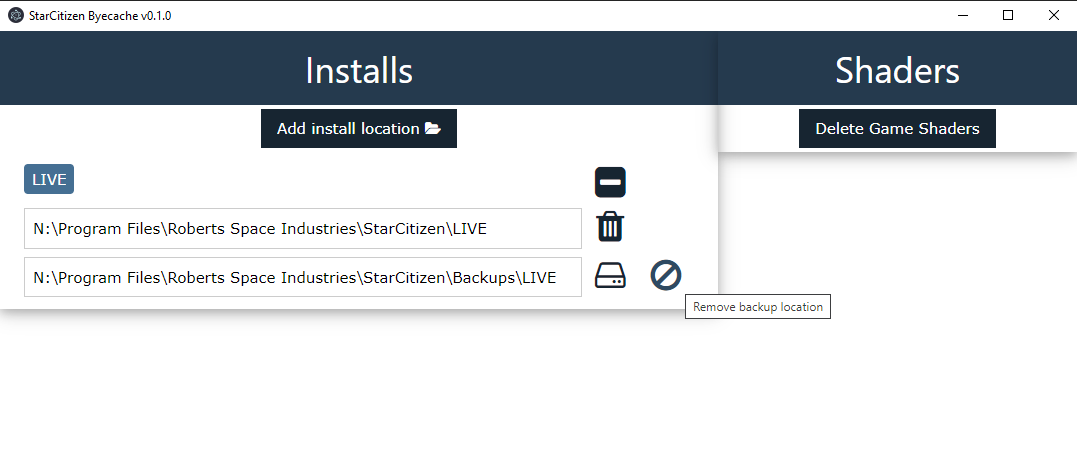 StarCitizen Byecache v0.1.0
Installs
Add install location
LIVE
N:\Program Files\Roberts Space Industries\StarCitizen\LIVE
N:\Program Files\Roberts Space Industries\StarCitizen\Backups\LIVE
Remove backup location
Shaders
Delete Game Shaders